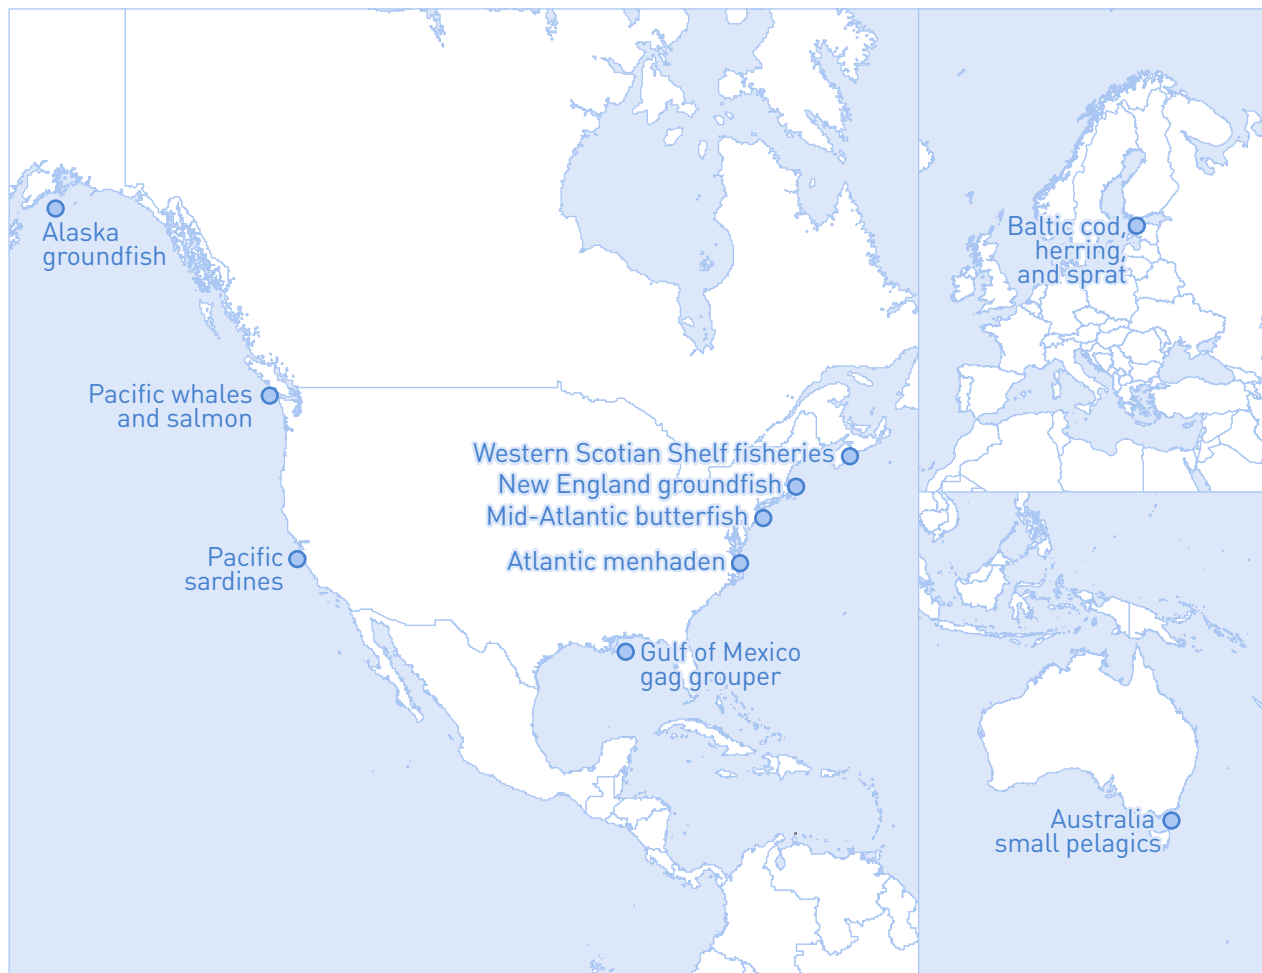 Alaska
groundfish
Pacific whales
and salmon
Pacific
sardines
Western Scotian Shelf fisheries
New England groundfish
Mid-Atlantic butterfish
Atlantic menhaden
Gulf of Mexico
gag grouper
Baltic cod,
herring,
and sprat
Australia
small pelagics